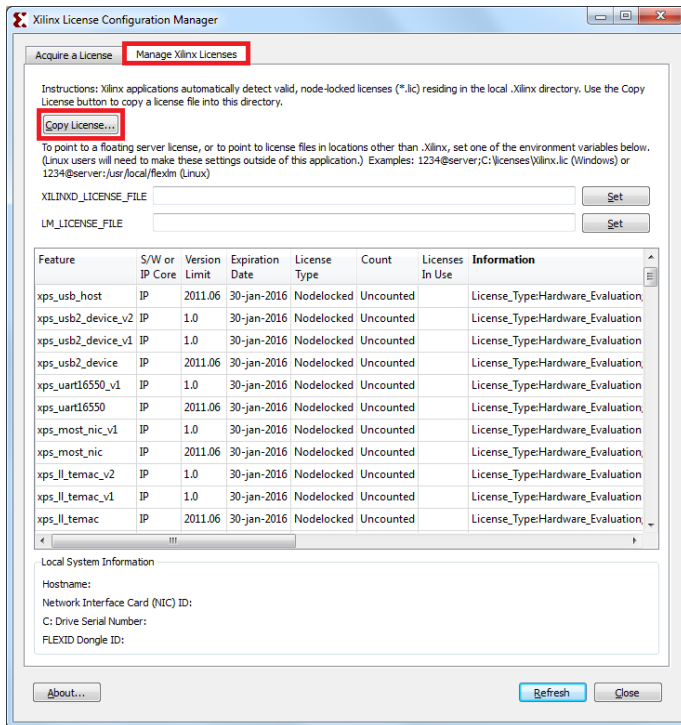 Xilinx License Configuration Manager
Acquire a License
Manage Xilinx Licenses
Instructions: Xilinx applications automatically detect valid, node-locked licenses (*.lic) residing in the local .Xilinx directory. Use the Copy
License button to copy a license file into this directory.
Copy License...
To point to a floating server license, or to point to license files in locations other than .Xilinx, set one of the environment variables below.
(Linux users will need to make these settings outside of this application.) Examples: 1234@server;C:\licenses\Xilinx.lic (Windows) or
1234@server:/usr/local/flexlm (Linux)
XILINXD_LICENSE_FILE Set
LM_LICENSE_FILE Set
Feature S/W or Version Expiration License Count Licenses Information
IP Core Limit Date Type In Use
xps_usb_host IP 2011.06 30-jan-2016 Nodelocked Uncounted License_Type:Hardware_Evaluation,
xps_usb2_device_v2 IP 1.0 30-jan-2016 Nodelocked Uncounted License_Type:Hardware_Evaluation
xps_usb2_device_v1 IP 1.0 30-jan-2016 Nodelocked Uncounted License_Type:Hardware_Evaluation
xps_usb2_device IP 2011.06 30-jan-2016 Nodelocked Uncounted License_Type:Hardware_Evaluation,
xps_uart16550_v1 IP 1.0 30-jan-2016 Nodelocked Uncounted License_Type:Hardware_Evaluation
xps_uart16550 IP 2011.06 30-jan-2016 Nodelocked Uncounted License_Type:Hardware_Evaluation,
xps_most_nic_v1 IP 1.0 30-jan-2016 Nodelocked Uncounted License_Type:Hardware_Evaluation
xps_most_nic IP 2011.06 30-jan-2016 Nodelocked Uncounted License_Type:Hardware_Evaluation,
xps_ll_temac_v2 IP 1.0 30-jan-2016 Nodelocked Uncounted License_Type:Hardware_Evaluation
xps_ll_temac_v1 IP 1.0 30-jan-2016 Nodelocked Uncounted License_Type:Hardware_Evaluation
xps_ll_temac IP 2011.06 30-jan-2016 Nodelocked Uncounted License_Type:Hardware_Evaluation,
Local System Information
Hostname:
Network Interface Card (NIC) ID:
C: Drive Serial Number:
FLEXID Dongle ID:
About... Refresh Close